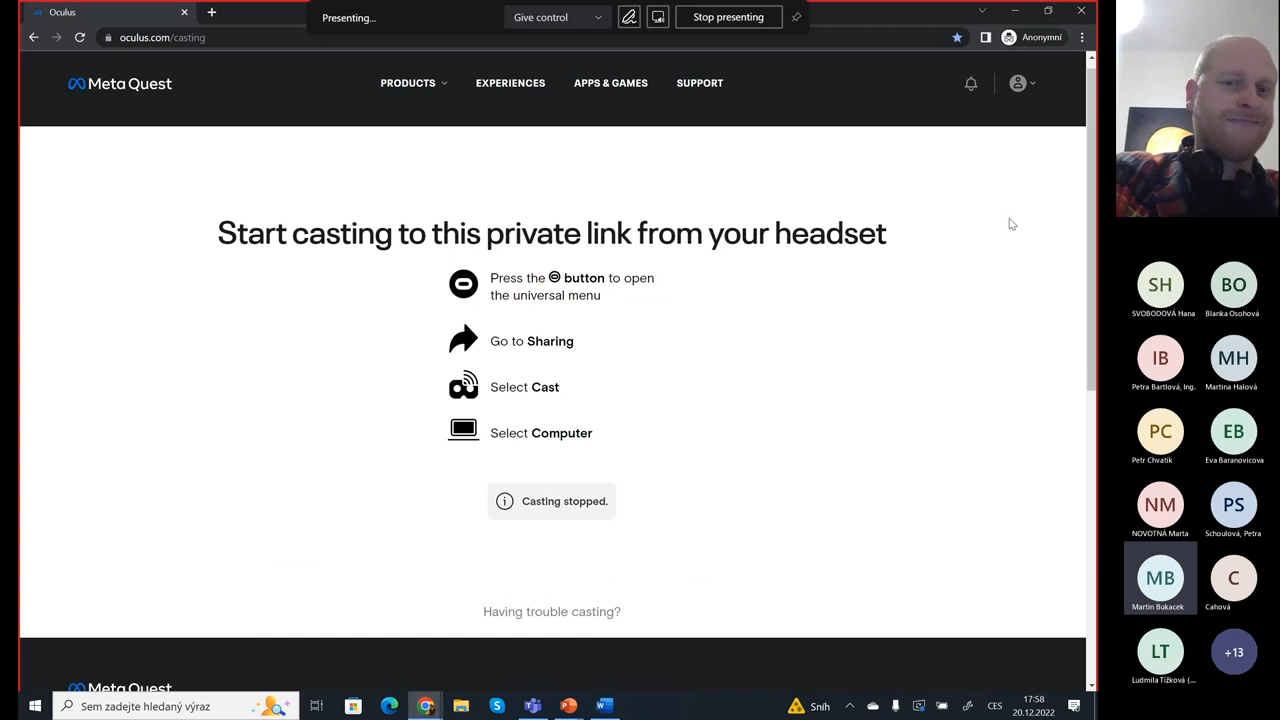 Oculus
Presenting...
Give control
Stop presenting
oculus.com/casting
Anonymní
Meta Quest
PRODUCTS
EXPERIENCES
APPS & GAMES
SUPPORT
Start casting to this private link from your headset
Press the button to open
the universal menu
Go to Sharing
Select Cast
Select Computer
Casting stopped.
Having trouble casting?
Meta Quest
SH
SVOBODOVÁ Hana
BO
Blanka Osohová
IB
Petra Bartlová, Ing.
MH
Martina Halová
PC
Petr Chvatík
EB
Eva Baranovicova
NM
NOVOTNÁ Marta
PS
Schoulová, Petra
MB
Martin Bukacek
C
Cahová
LT
Ludmila Tížková (...
+13
Sem zadejte hledaný výraz
Sníh
CES
17:58
20.12.2022